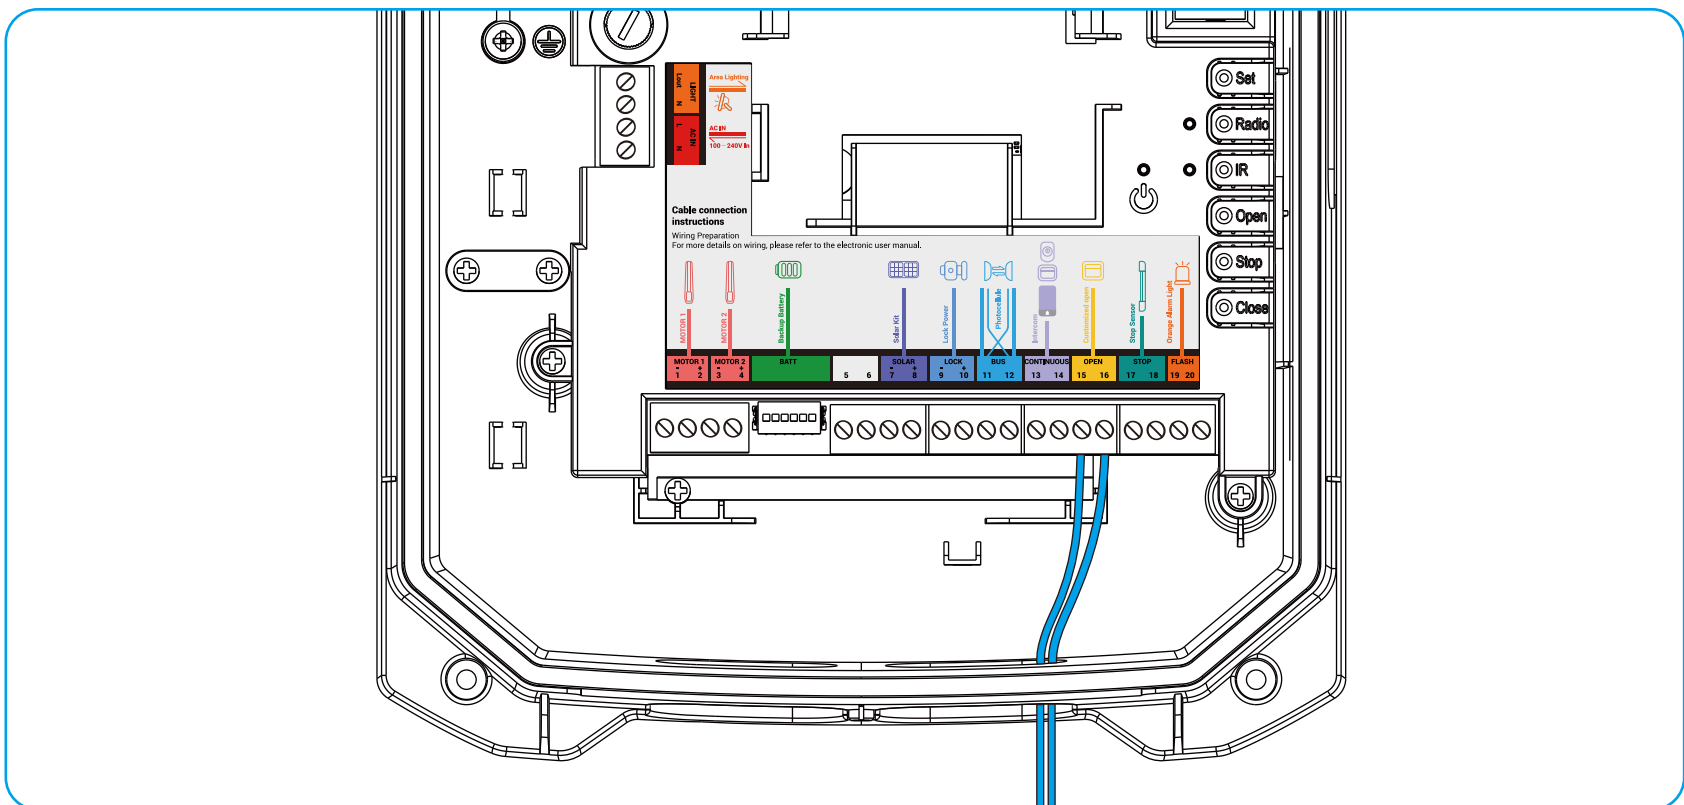 Set
Radio
IR
Open
Stop
Close
LIGHT
Lout N
Area Lighting
AC IN
L N
AC IN
100~240V In
Cable connection
instructions
Wiring Preparation
For more details on wiring, please refer to the electronic user manual.
MOTOR 1
MOTOR 2
Backup Battery
Solar Kit
Lock Power
Photocellule
Intercom
Customized open
Stop Sensor
Orange Alarm Light
MOTOR 1 MOTOR 2 BATT SOLAR LOCK BUS CONTINUOUS OPEN STOP FLASH
- + - + - + - +
1 2 3 4 5 6 7 8 9 10 11 12 13 14 15 16 17 18 19 20